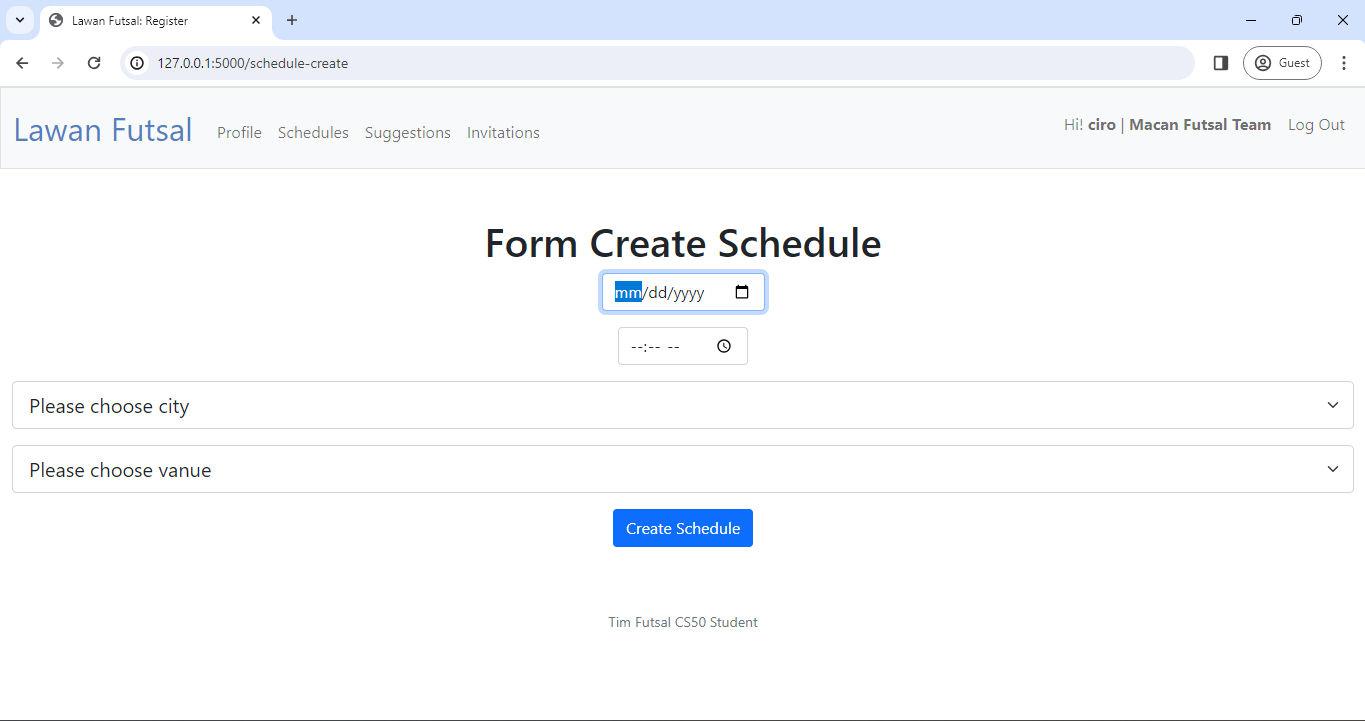 Lawan Futsal: Register
127.0.0.1:5000/schedule-create
Guest
Lawan Futsal Profile Schedules Suggestions Invitations Hi! ciro | Macan Futsal Team Log Out
Form Create Schedule
mm/dd/yyyy
--:-- --
Please choose city
Please choose vanue
Create Schedule
Tim Futsal CS50 Student